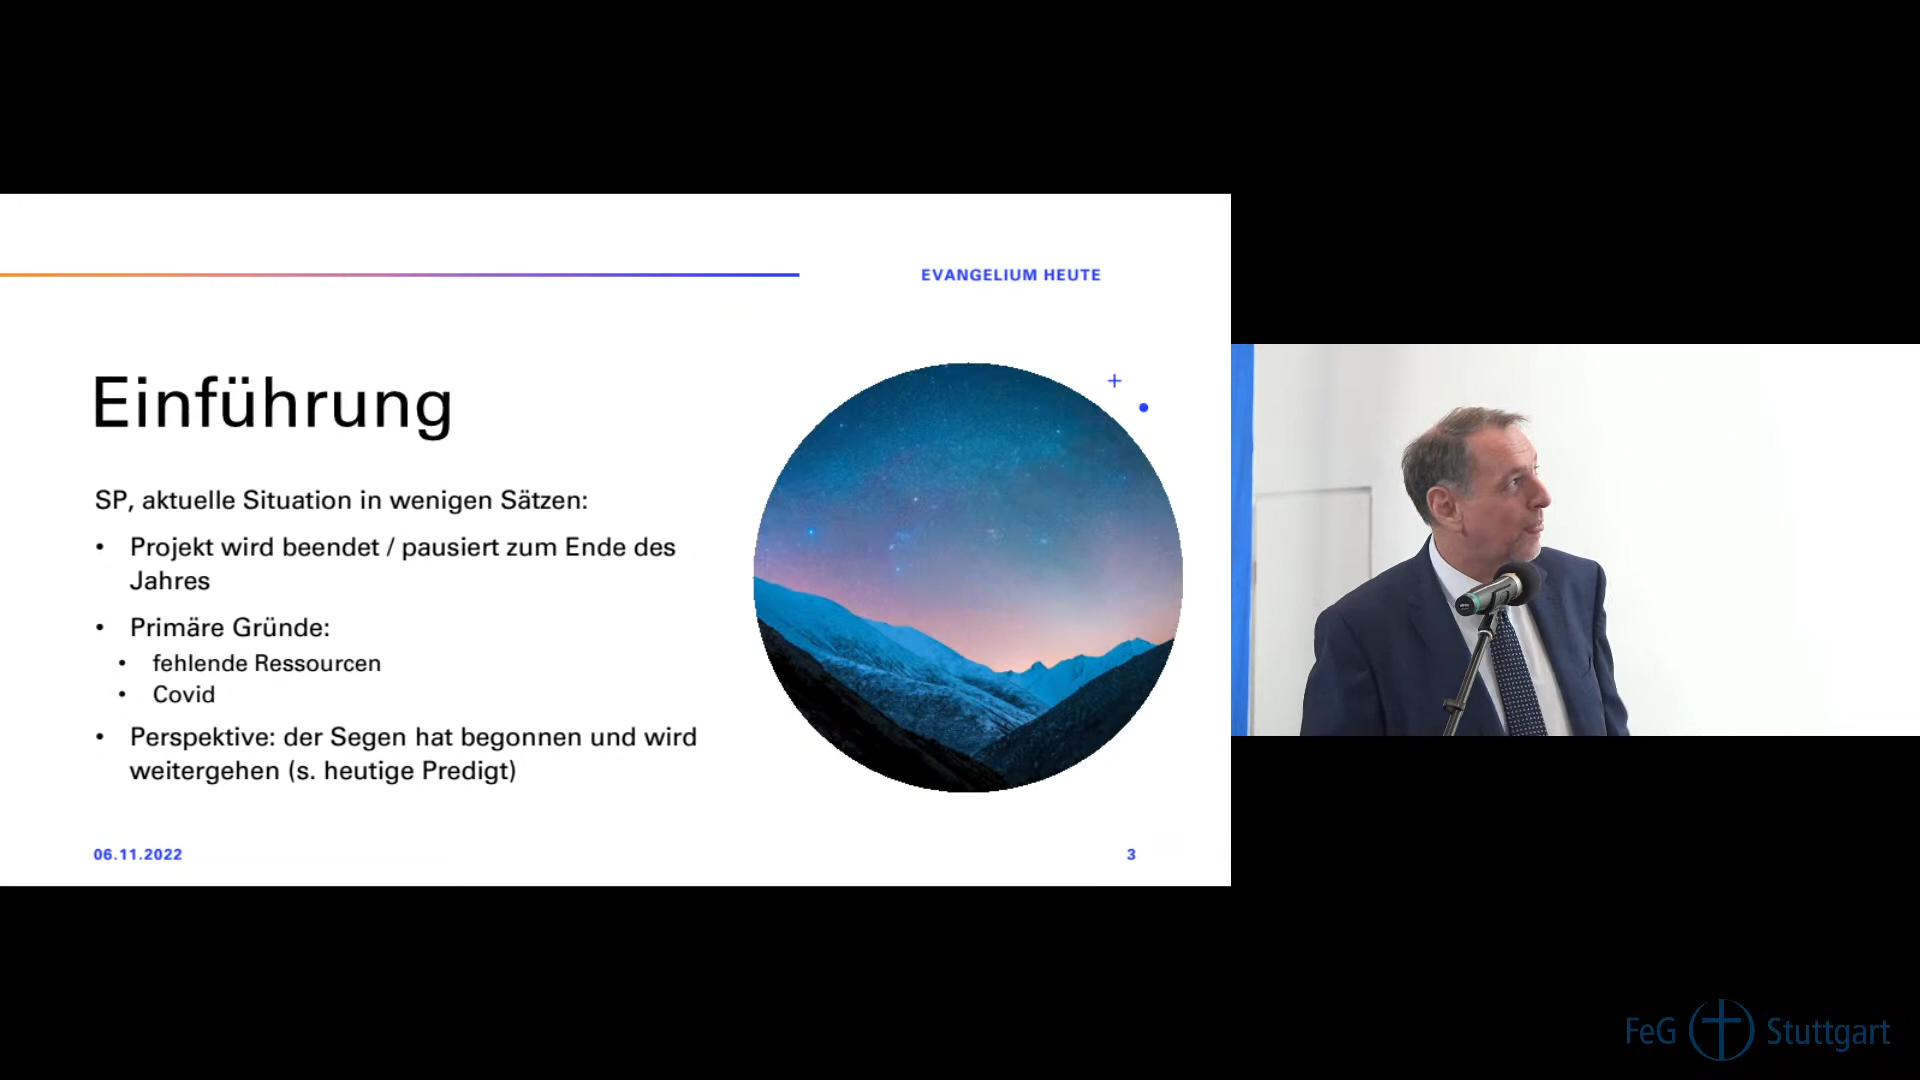 EVANGELIUM HEUTE
Einführung
SP, aktuelle Situation in wenigen Sätzen:
• Projekt wird beendet / pausiert zum Ende des
Jahres
• Primäre Gründe:
• fehlende Ressourcen
• Covid
• Perspektive: der Segen hat begonnen und wird
weitergehen (s. heutige Predigt)
06.11.2022
3
FeG Stuttgart